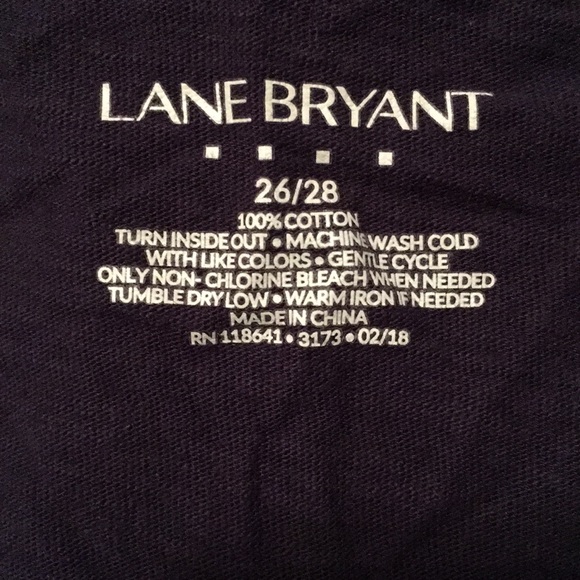 LANE BRYANT
26/28
100% COTTON
TURN INSIDE OUT • MACHINE WASH COLD
WITH LIKE COLORS • GENTLE CYCLE
ONLY NON- CHLORINE BLEACH WHEN NEEDED
TUMBLE DRY LOW • WARM IRON IF NEEDED
MADE IN CHINA
RN 118641 • 3173 • 02/18